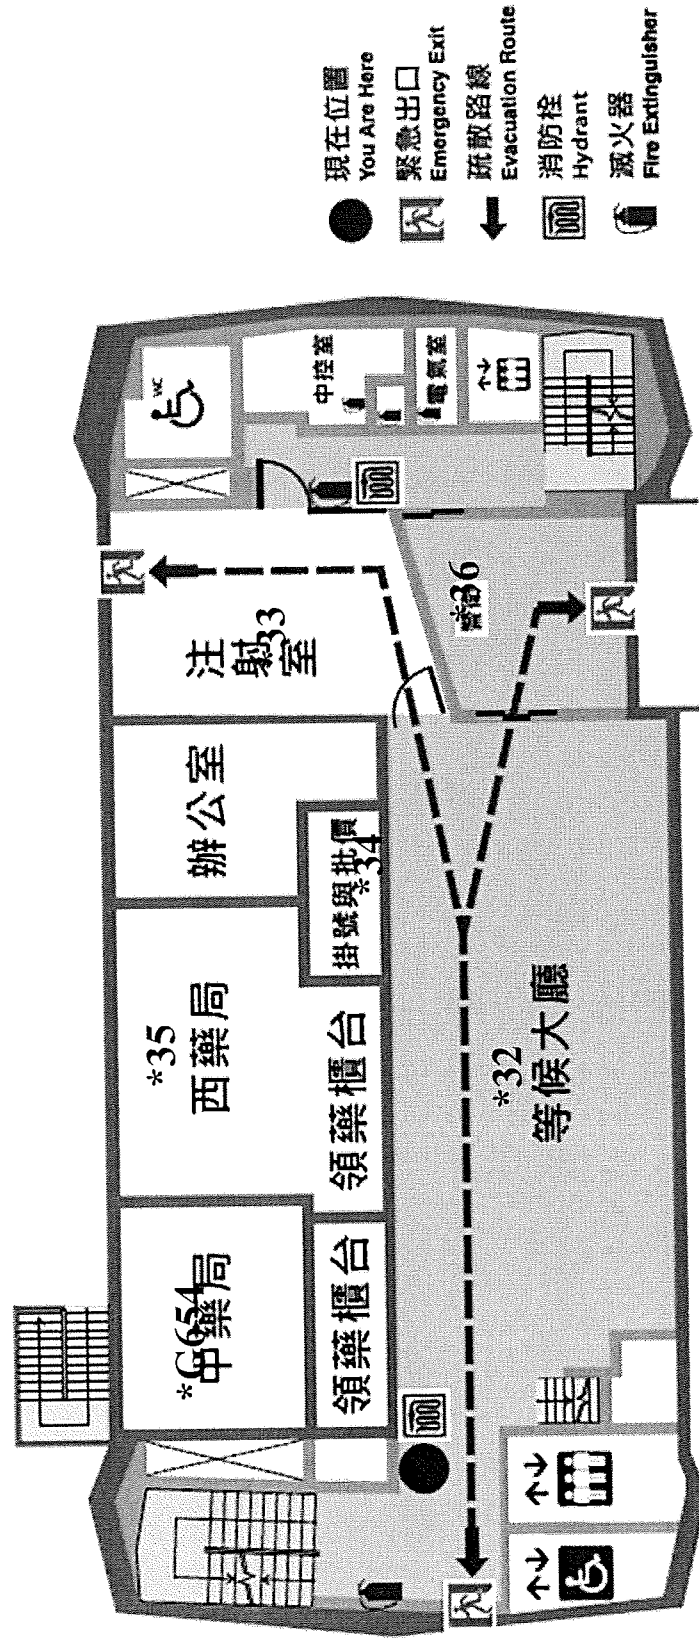 現在位置
You Are Here
緊急出口
Emergency Exit
疏散路線
Evacuation Route
消防栓
Hydrant
滅火器
Fire Extinguisher
*G654
中藥局
領藥櫃台
*35
西藥局
領藥櫃台
辦公室
掛號與批價
*34
注射室
*33
*32
等候大廳
*36
WC
中控室
電氣室